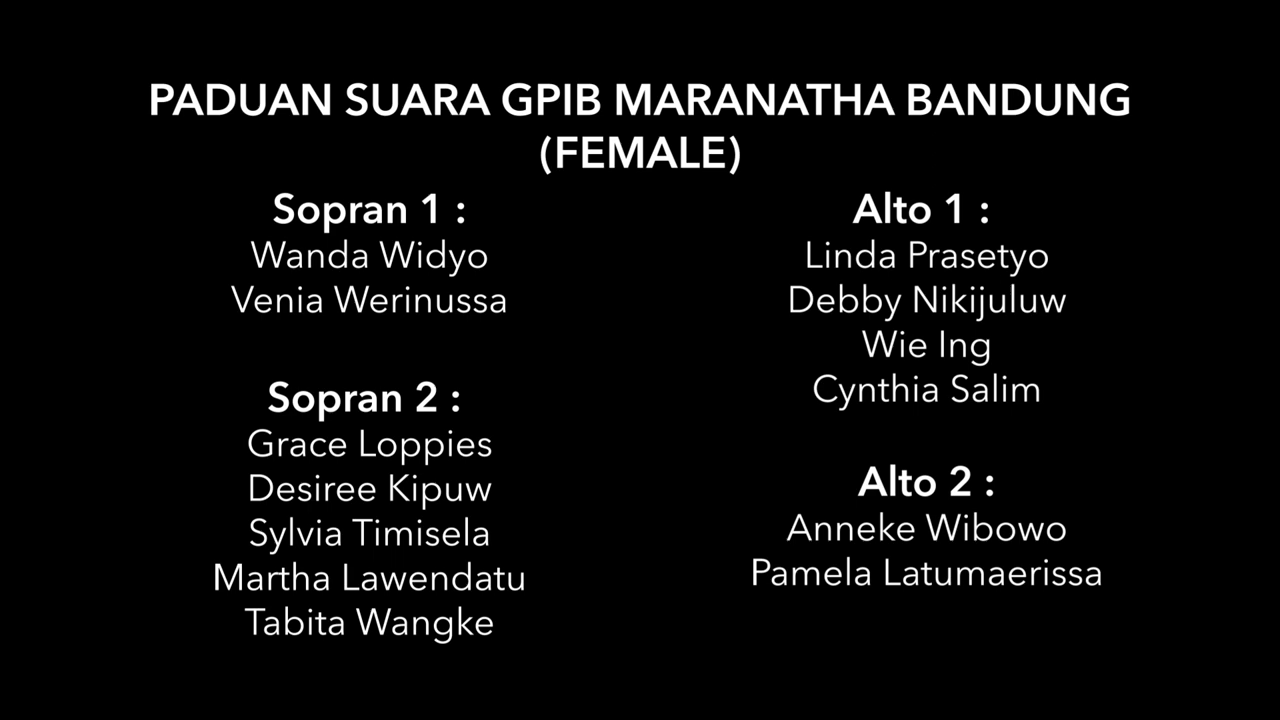 PADUAN SUARA GPIB MARANATHA BANDUNG
(FEMALE)
Sopran 1 :
Wanda Widyo
Venia Werinussa
Sopran 2 :
Grace Loppies
Desiree Kipuw
Sylvia Timisela
Martha Lawendatu
Tabita Wangke
Alto 1 :
Linda Prasetyo
Debby Nikijuluw
Wie Ing
Cynthia Salim
Alto 2 :
Anneke Wibowo
Pamela Latumaerissa